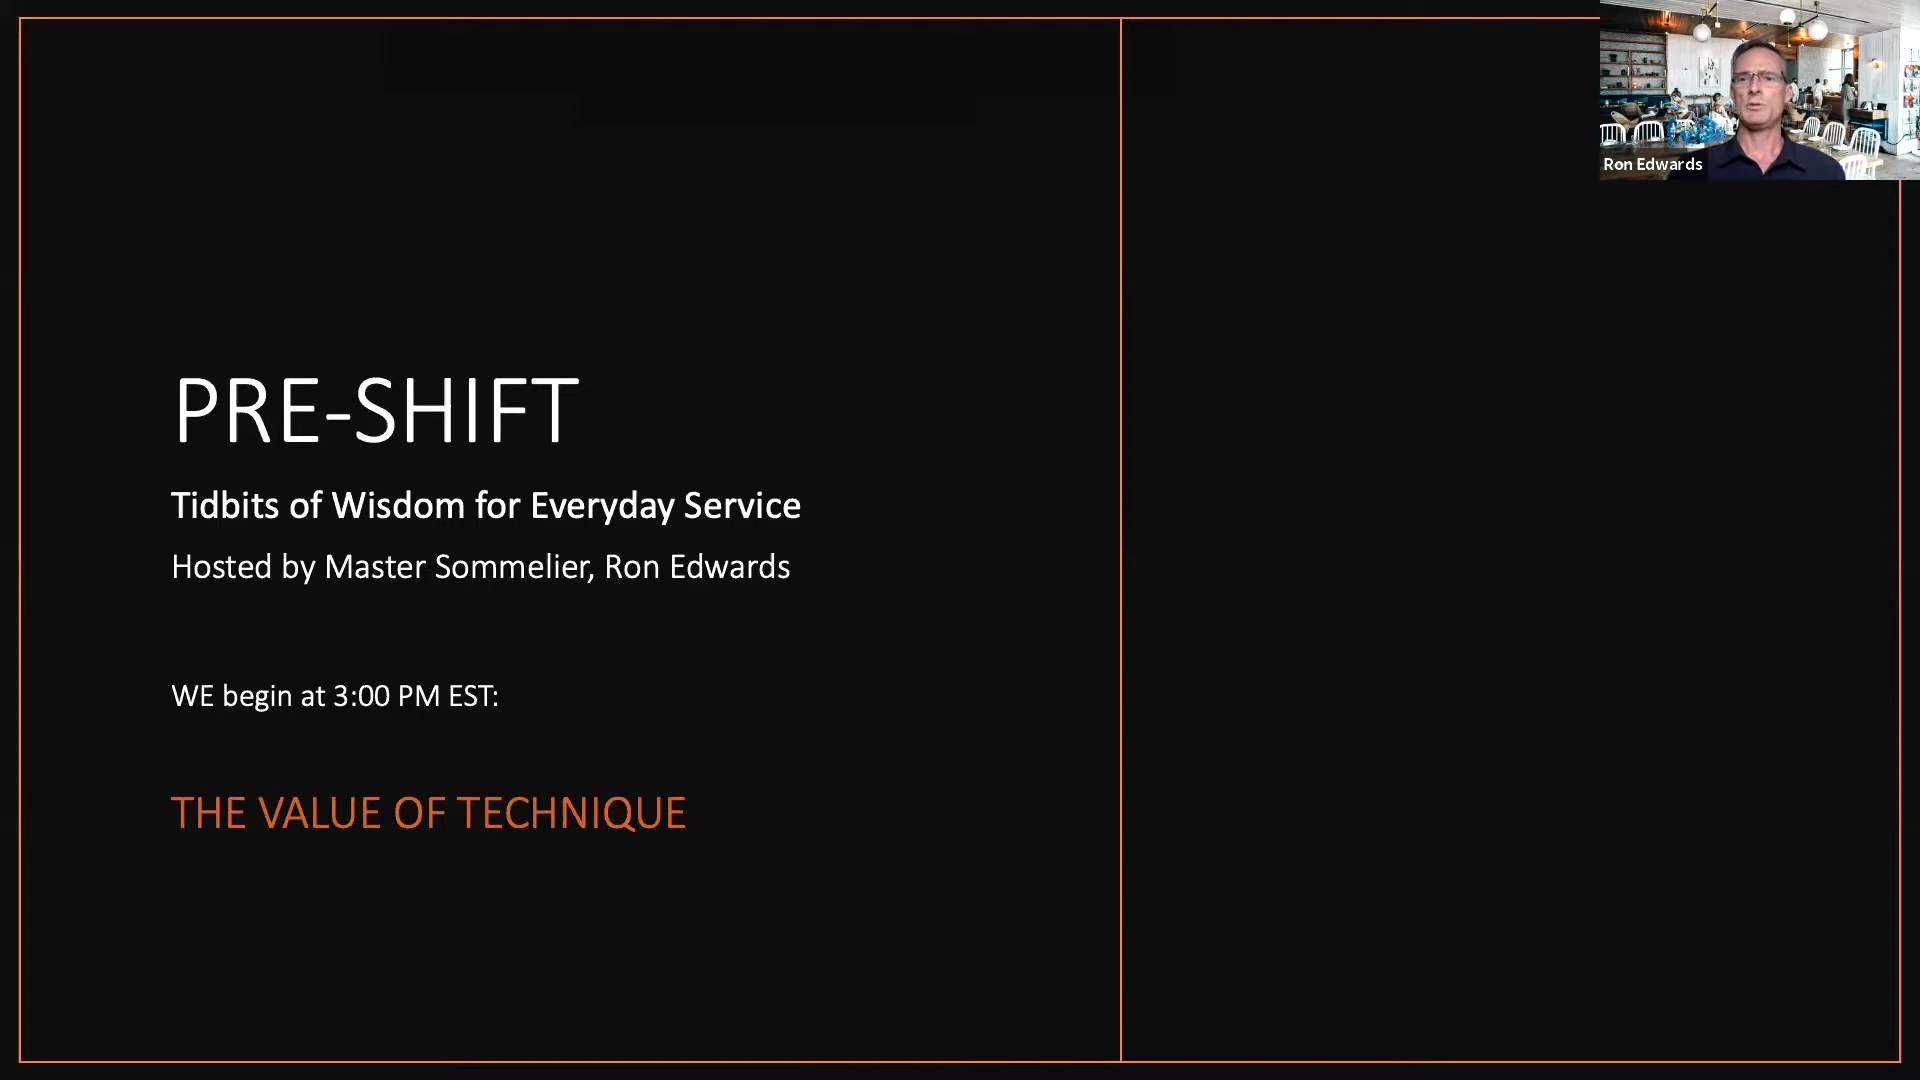 PRE-SHIFT
Tidbits of Wisdom for Everyday Service
Hosted by Master Sommelier, Ron Edwards
WE begin at 3:00 PM EST:
THE VALUE OF TECHNIQUE
Ron Edwards